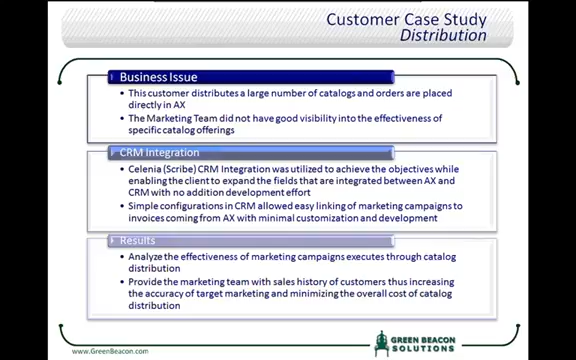 Customer Case Study
Distribution
Business Issue
• This customer distributes a large number of catalogs and orders are placed
directly in AX
• The Marketing Team did not have good visibility into the effectiveness of
specific catalog offerings
CRM Integration
• Celenia (Scribe) CRM Integration was utilized to achieve the objectives while
enabling the client to expand the fields that are integrated between AX and
CRM with no addition development effort
• Simple configurations in CRM allowed easy linking of marketing campaigns to
invoices coming from AX with minimal customization and development
Results
• Analyze the effectiveness of marketing campaigns executes through catalog
distribution
• Provide the marketing team with sales history of customers thus increasing
the accuracy of target marketing and minimizing the overall cost of catalog
distribution
www.GreenBeacon.com
GREEN BEACON
SOLUTIONS